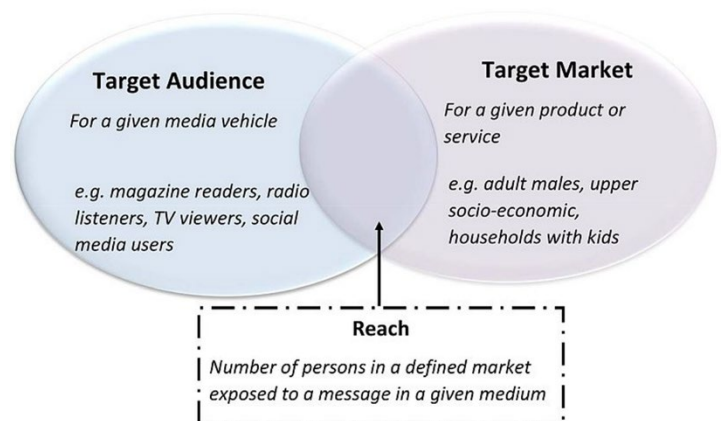 Target Audience
For a given media vehicle
e.g. magazine readers, radio
listeners, TV viewers, social
media users
Target Market
For a given product or
service
e.g. adult males, upper
socio-economic,
households with kids
Reach
Number of persons in a defined market
exposed to a message in a given medium